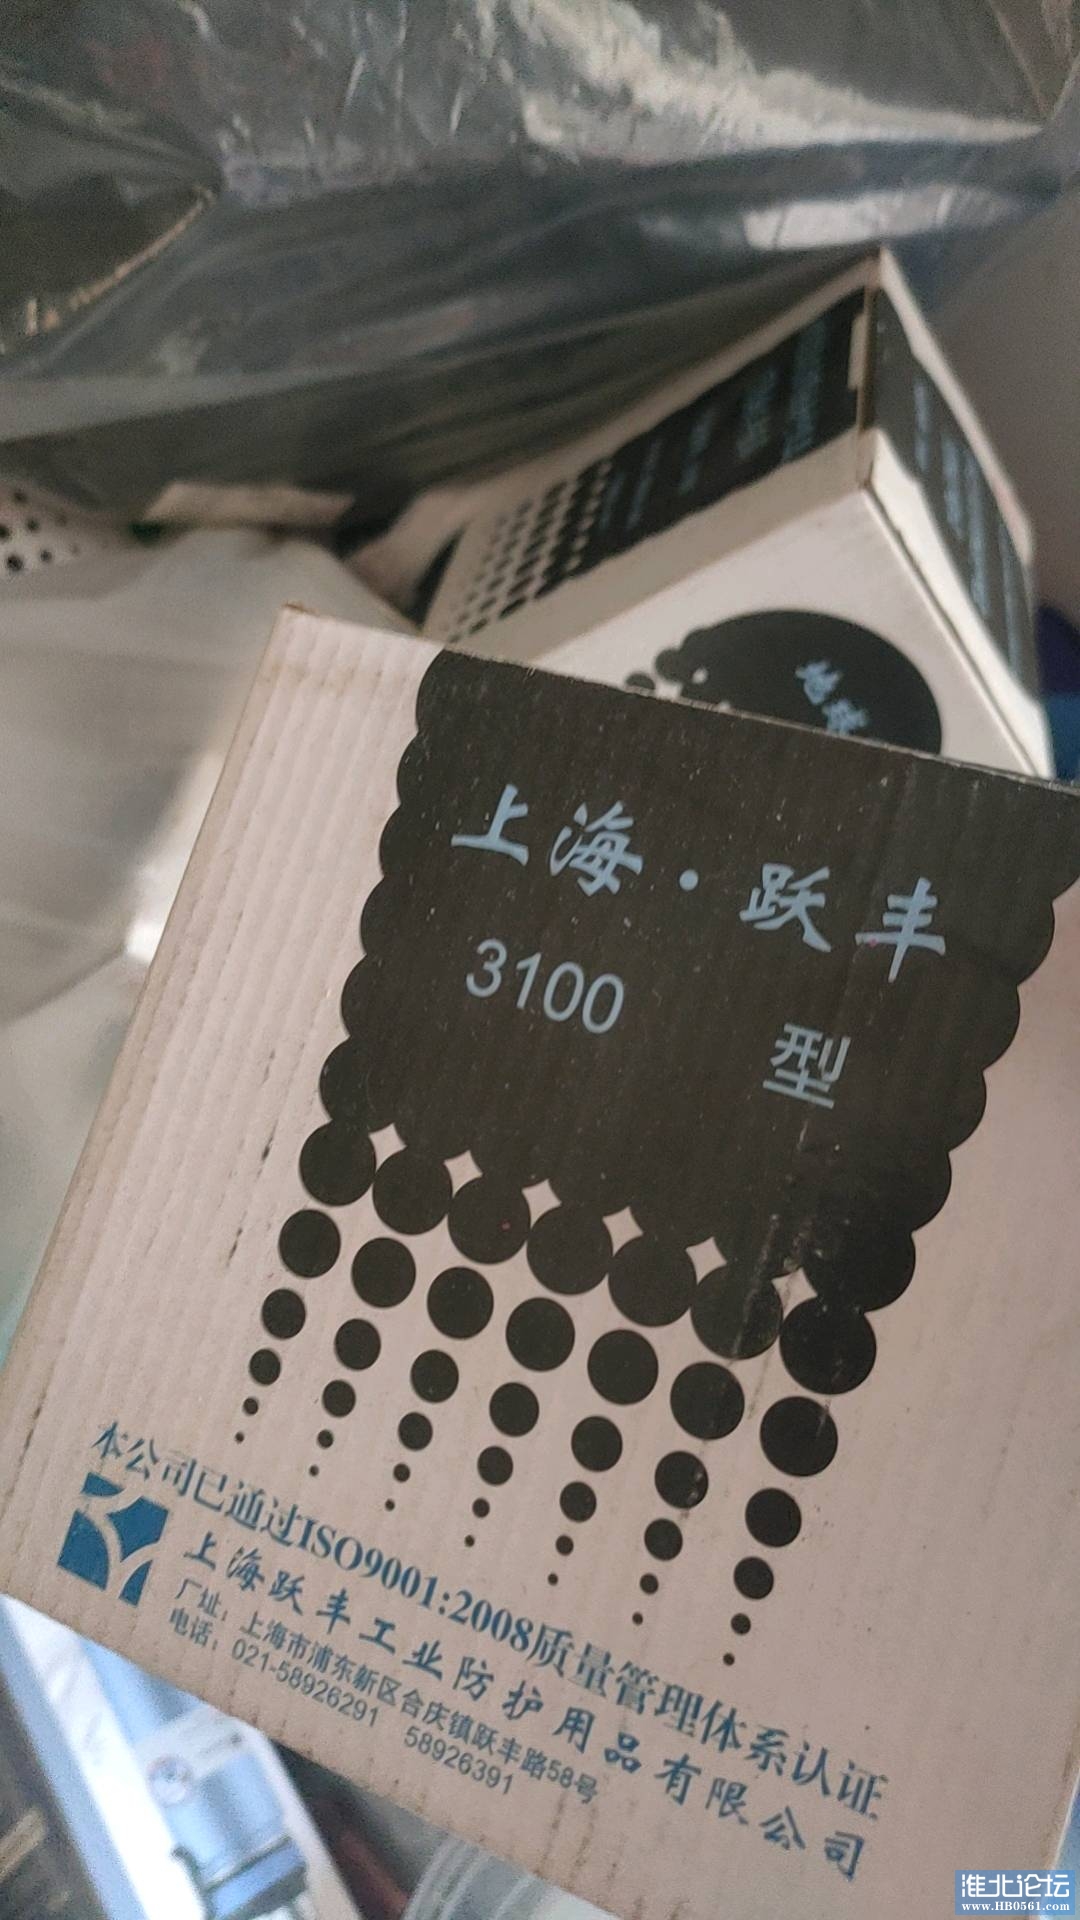 上海·跃丰
3100 型
本公司已通过ISO9001:2008质量管理体系认证
上海跃丰工业防护用品有限公司
厂址：上海市浦东新区合庆镇跃丰路58号
电话：021-58926291 58926391
地球
淮北论坛
www.HB0561.com